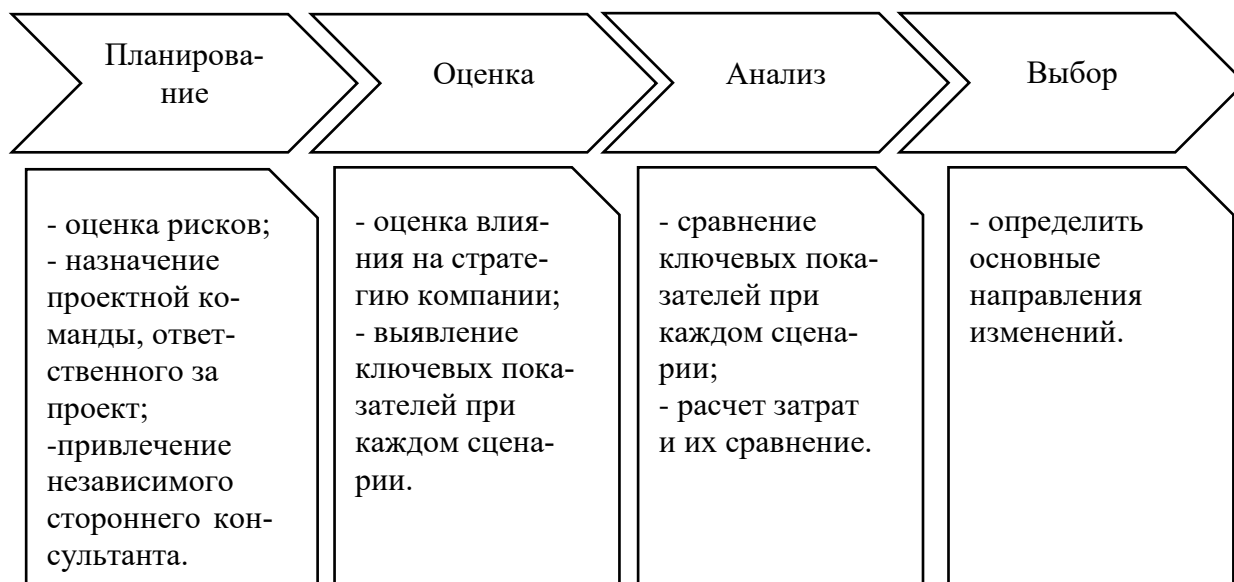 Планирова-
ние
Оценка
Анализ
Выбор
- оценка рисков;
- назначение
проектной ко-
манды, ответ-
ственного за
проект;
-привлечение
независимого
стороннего кон-
сультанта.
- оценка влия-
ния на страте-
гию компании;
- выявление
ключевых пока-
зателей при
каждом сцена-
рии.
- сравнение
ключевых пока-
зателей при
каждом сцена-
рии;
- расчет затрат
и их сравнение.
- определить
основные
направления
изменений.